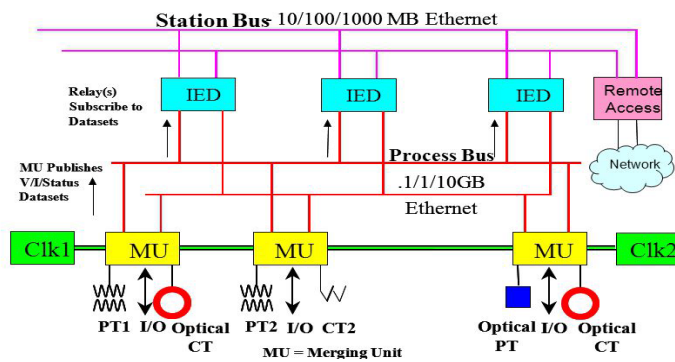 Station Bus - 10/100/1000 MB Ethernet
Relay(s)
Subscribe to
Datasets
IED
IED
IED
Remote
Access
Network
MU Publishes
V/I/Status
Datasets
Process Bus
.1/1/10GB
Ethernet
Clk1
MU
MU
MU
Clk2
PT1
I/O
Optical
CT
PT2
I/O
CT2
Optical
PT
I/O
Optical
CT
MU = Merging Unit